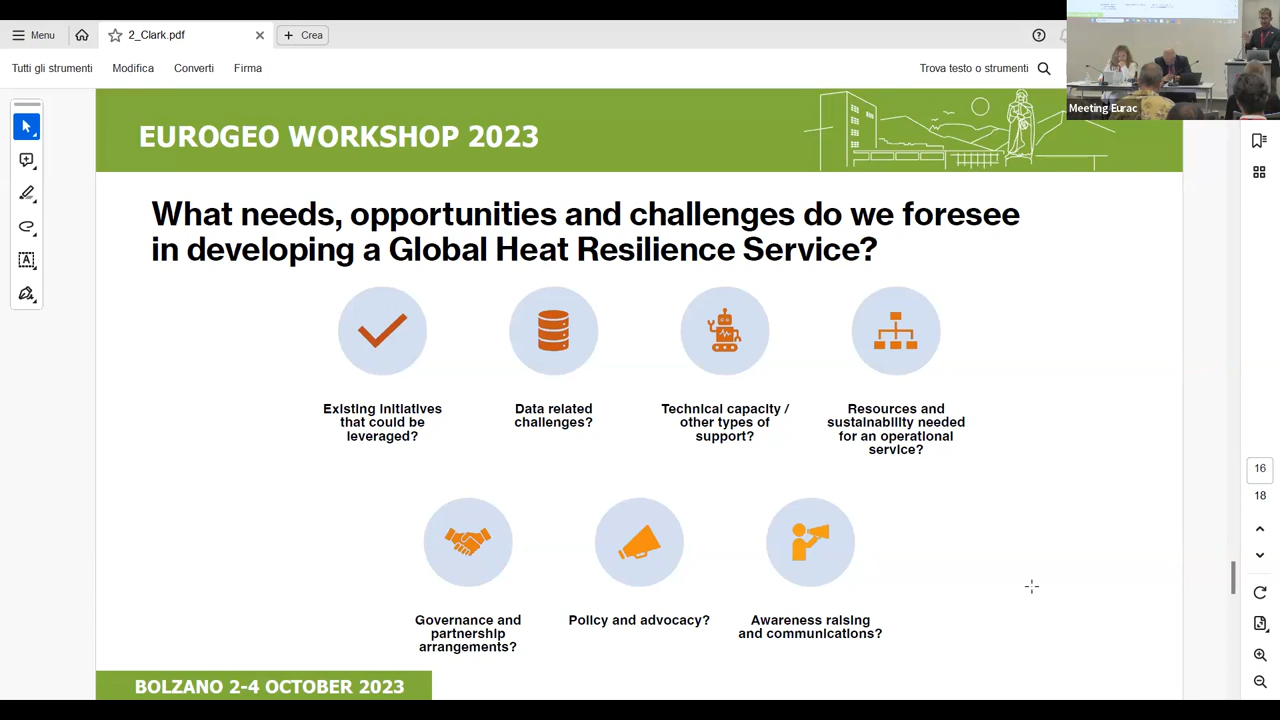 Menu
2_Clark.pdf
Crea
Tutti gli strumenti
Modifica
Converti
Firma
Trova testo o strumenti
Meeting Eurac
EUROGEO WORKSHOP 2023
What needs, opportunities and challenges do we foresee
in developing a Global Heat Resilience Service?
Existing initiatives
that could be
leveraged?
Data related
challenges?
Technical capacity /
other types of
support?
Resources and
sustainability needed
for an operational
service?
Governance and
partnership
arrangements?
Policy and advocacy?
Awareness raising
and communications?
BOLZANO 2-4 OCTOBER 2023
16
18